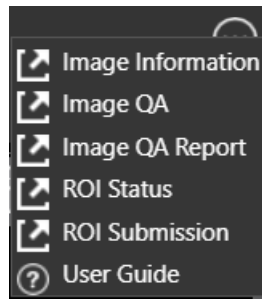 Image Information
Image QA
Image QA Report
ROI Status
ROI Submission
User Guide